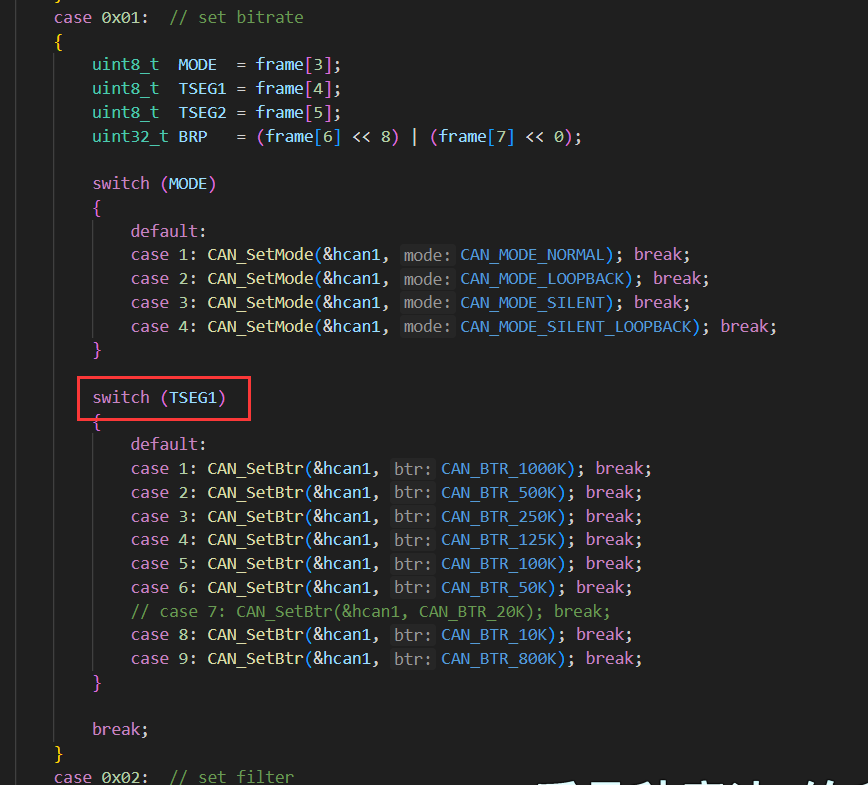 case 0x01:  // set bitrate
{
    uint8_t  MODE  = frame[3];
    uint8_t  TSEG1 = frame[4];
    uint8_t  TSEG2 = frame[5];
    uint32_t BRP   = (frame[6] << 8) | (frame[7] << 0);
    switch (MODE)
    {
        default:
        case 1: CAN_SetMode(&hcan1, mode: CAN_MODE_NORMAL); break;
        case 2: CAN_SetMode(&hcan1, mode: CAN_MODE_LOOPBACK); break;
        case 3: CAN_SetMode(&hcan1, mode: CAN_MODE_SILENT); break;
        case 4: CAN_SetMode(&hcan1, mode: CAN_MODE_SILENT_LOOPBACK); break;
    }
    switch (TSEG1)
    {
        default:
        case 1: CAN_SetBtr(&hcan1, btr: CAN_BTR_1000K); break;
        case 2: CAN_SetBtr(&hcan1, btr: CAN_BTR_500K); break;
        case 3: CAN_SetBtr(&hcan1, btr: CAN_BTR_250K); break;
        case 4: CAN_SetBtr(&hcan1, btr: CAN_BTR_125K); break;
        case 5: CAN_SetBtr(&hcan1, btr: CAN_BTR_100K); break;
        case 6: CAN_SetBtr(&hcan1, btr: CAN_BTR_50K); break;
        // case 7: CAN_SetBtr(&hcan1, CAN_BTR_20K); break;
        case 8: CAN_SetBtr(&hcan1, btr: CAN_BTR_10K); break;
        case 9: CAN_SetBtr(&hcan1, btr: CAN_BTR_800K); break;
    }
    break;
}
case 0x02:  // set filter